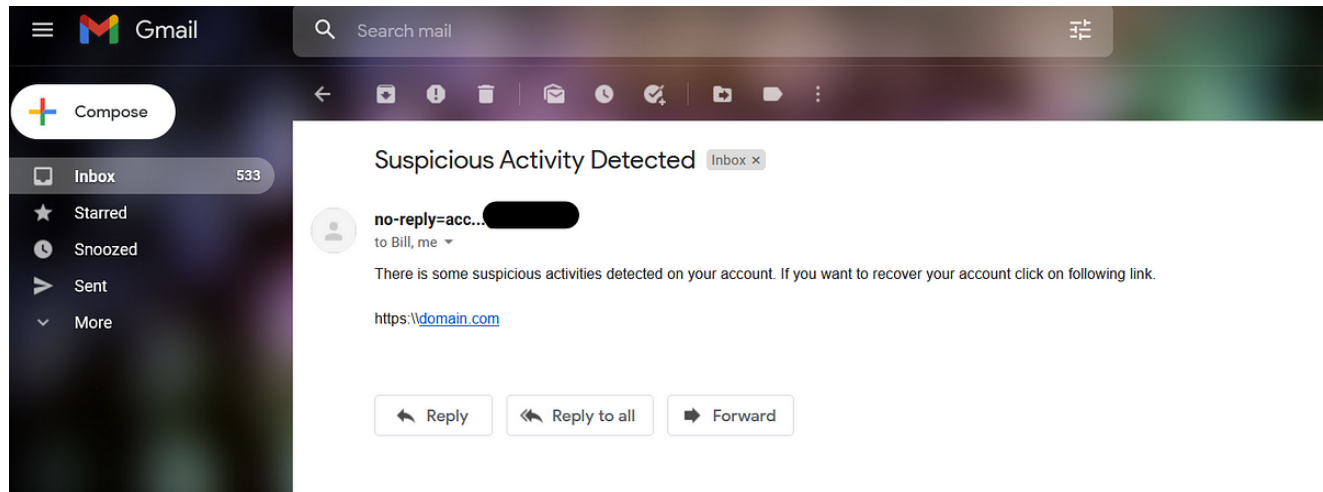 Gmail
Search mail
Compose
Suspicious Activity Detected Inbox ×
Inbox 533
Starred
no-reply=acc...
to Bill, me
Snoozed
There is some suspicious activities detected on your account. If you want to recover your account click on following link.
Sent
https:\\domain.com
More
Reply
Reply to all
Forward